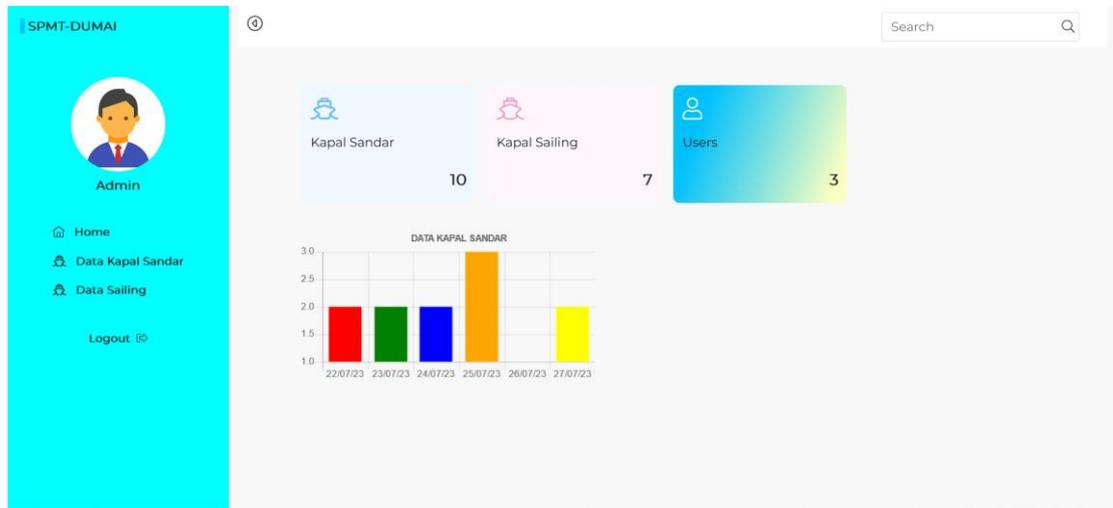 SPMT-DUMAI
Search
Admin
Home
Data Kapal Sandar
Data Sailing
Logout
Kapal Sandar
10
Kapal Sailing
7
Users
3
DATA KAPAL SANDAR
3.0
2.5
2.0
1.5
1.0
22/07/23 23/07/23 24/07/23 25/07/23 26/07/23 27/07/23